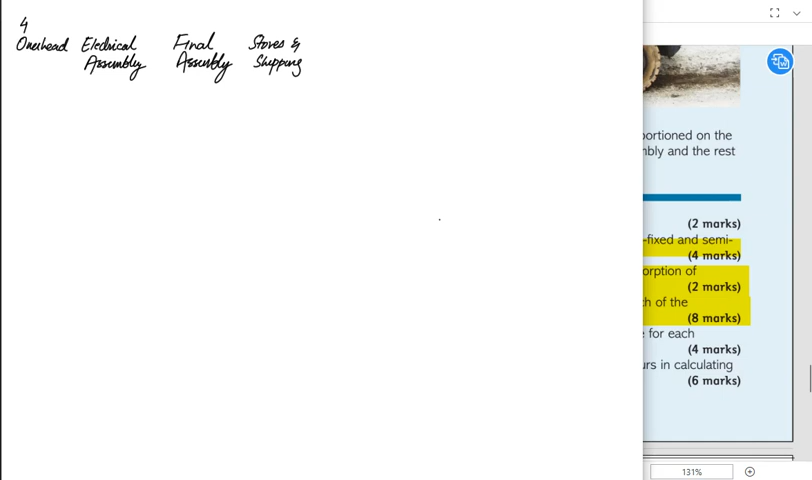 4
Overhead Electrical Final Stores &
Assembly Assembly Shipping
portioned on the
mbly and the rest
(2 marks)
-fixed and semi-
(4 marks)
orption of
(2 marks)
ch of the
(8 marks)
e for each
(4 marks)
urs in calculating
(6 marks)
131%